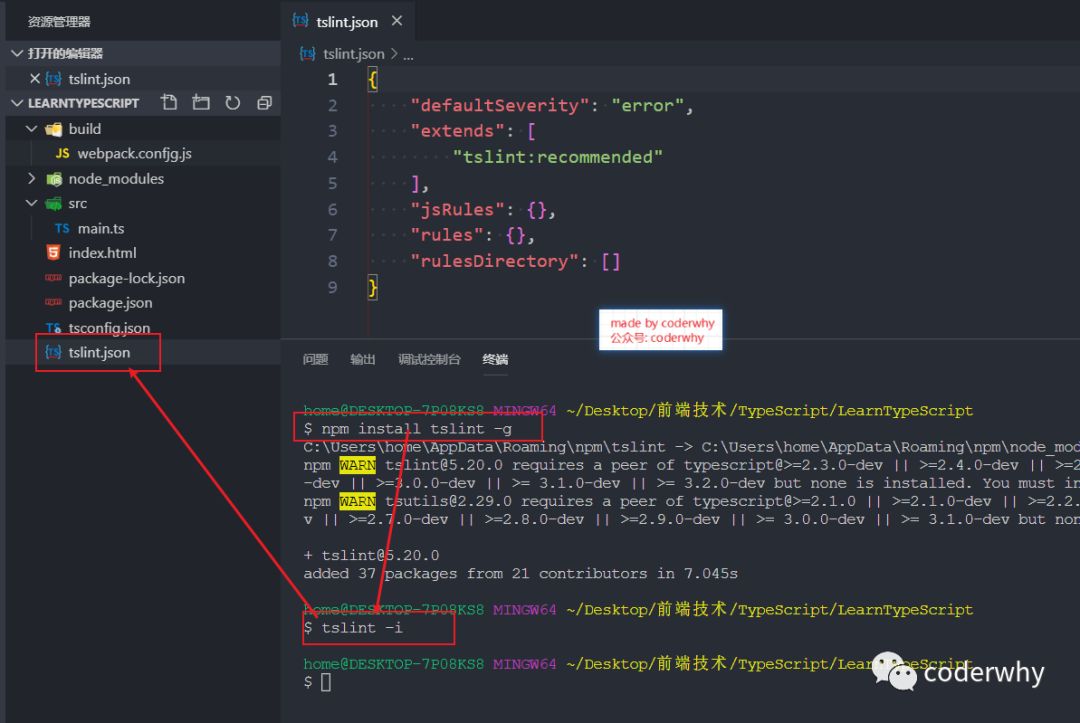 资源管理器
打开的编辑器
tslint.json
LEARNTYPESCRIPT
build
JS webpack.confjg.js
node_modules
src
TS main.ts
index.html
package-lock.json
package.json
tsconfig.json
tslint.json
tslint.json
tslint.json > ...
1 {
2 "defaultSeverity": "error",
3 "extends": [
4 "tslint:recommended"
5 ],
6 "jsRules": {},
7 "rules": {},
8 "rulesDirectory": []
9 }
made by coderwhy
公众号: coderwhy
问题 输出 调试控制台 终端
home@DESKTOP-7P08KS8 MINGW64 ~/Desktop/前端技术/TypeScript/LearnTypeScript
$ npm install tslint -g
C:\Users\home\AppData\Roaming\npm\tslint -> C:\Users\home\AppData\Roaming\npm\node_mod
npm WARN tslint@5.20.0 requires a peer of typescript@>=2.3.0-dev || >=2.4.0-dev || >=2
-dev || >=3.0.0-dev || >= 3.1.0-dev || >= 3.2.0-dev but none is installed. You must in
npm WARN tsutils@2.29.0 requires a peer of typescript@>=2.1.0 || >=2.1.0-dev || >=2.2.
v || >=2.7.0-dev || >=2.8.0-dev || >=2.9.0-dev || >= 3.0.0-dev || >= 3.1.0-dev but non
+ tslint@5.20.0
added 37 packages from 21 contributors in 7.045s
home@DESKTOP-7P08KS8 MINGW64 ~/Desktop/前端技术/TypeScript/LearnTypeScript
$ tslint -i
home@DESKTOP-7P08KS8 MINGW64 ~/Desktop/前端技术/TypeScript/LearnTypeScript
$
coderwhy